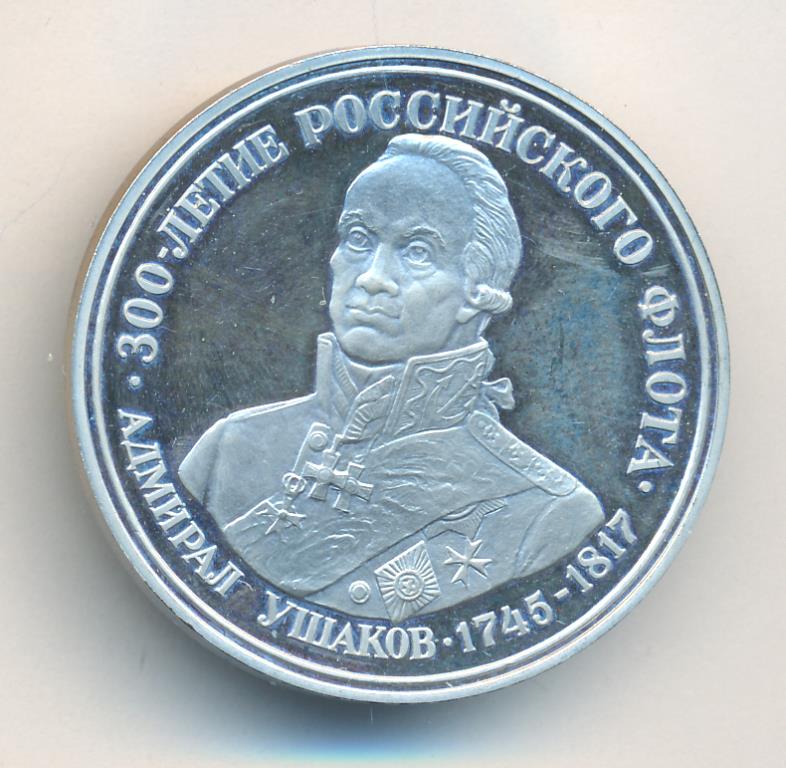 ·300-ЛЕТИЕ РОССИЙСКОГО ФЛОТА·
АДМИРАЛ УШАКОВ·1745-1817